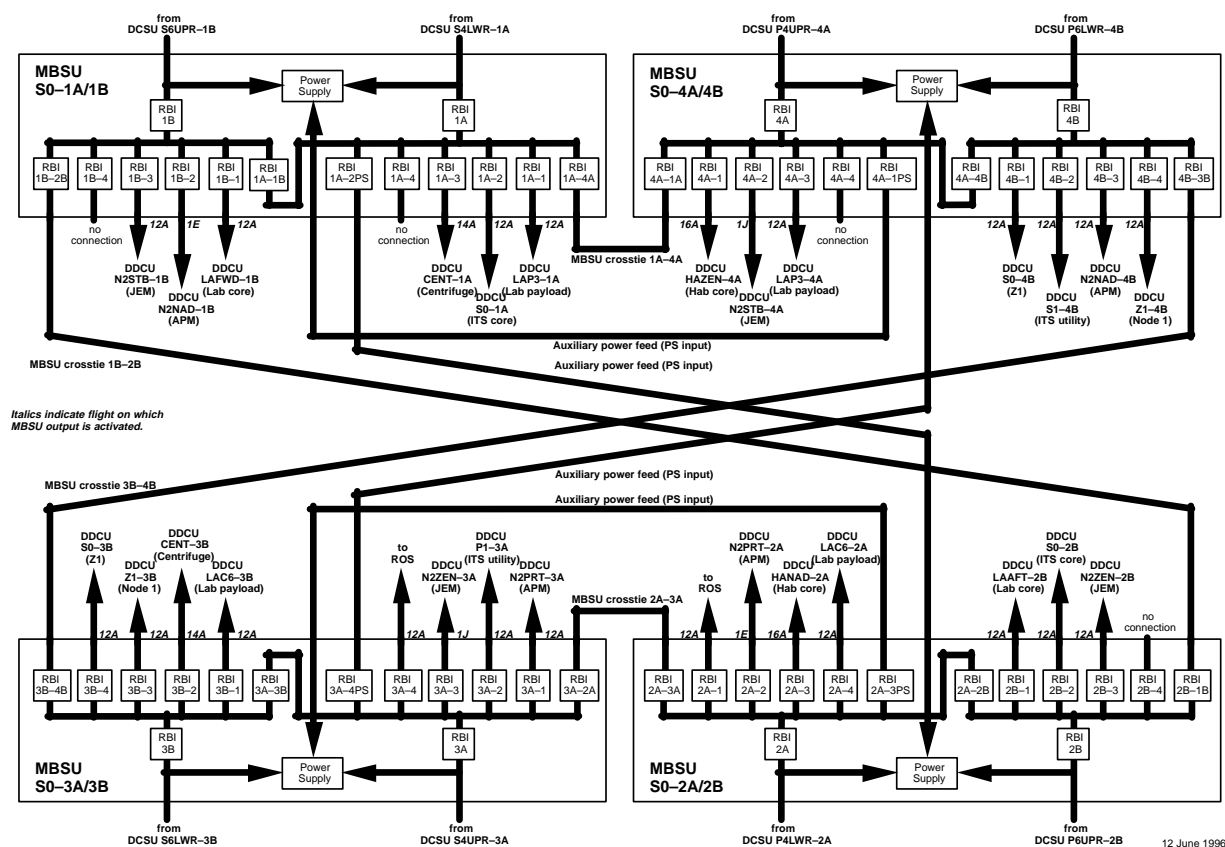 from
DCSU S6UPR–1B
from
DCSU S4LWR–1A
from
DCSU P4UPR–4A
from
DCSU P6LWR–4B
MBSU
S0–1A/1B
Power
Supply
RBI
1B
RBI
1A
MBSU
S0–4A/4B
Power
Supply
RBI
4A
RBI
4B
RBI
1B–2B
RBI
1B–4
RBI
1B–3
RBI
1B–2
RBI
1B–1
RBI
1A–1B
RBI
1A–2PS
RBI
1A–4
RBI
1A–3
RBI
1A–2
RBI
1A–1
RBI
1A–4A
RBI
4A–1A
RBI
4A–1
RBI
4A–2
RBI
4A–3
RBI
4A–4
RBI
4A–1PS
RBI
4A–4B
RBI
4B–1
RBI
4B–2
RBI
4B–3
RBI
4B–4
RBI
4B–3B
no
connection
12A
1E
12A
no
connection
14A
12A
12A
16A
1J
12A
no
connection
12A
12A
12A
12A
DDCU
N2STB–1B
(JEM)
DDCU
N2NAD–1B
(APM)
DDCU
LAFWD–1B
(Lab core)
DDCU
CENT–1A
(Centrifuge)
DDCU
S0–1A
(ITS core)
DDCU
LAP3–1A
(Lab payload)
MBSU crosstie 1A–4A
DDCU
HAZEN–4A
(Hab core)
DDCU
N2STB–4A
(JEM)
DDCU
LAP3–4A
(Lab payload)
DDCU
S0–4B
(Z1)
DDCU
S1–4B
(ITS utility)
DDCU
N2NAD–4B
(APM)
DDCU
Z1–4B
(Node 1)
Auxiliary power feed (PS input)
MBSU crosstie 1B–2B
Auxiliary power feed (PS input)
Italics indicate flight on which
MBSU output is activated.
MBSU crosstie 3B–4B
Auxiliary power feed (PS input)
Auxiliary power feed (PS input)
DDCU
S0–3B
(Z1)
DDCU
Z1–3B
(Node 1)
DDCU
CENT–3B
(Centrifuge)
DDCU
LAC6–3B
(Lab payload)
to
ROS
DDCU
N2ZEN–3A
(JEM)
DDCU
P1–3A
(ITS utility)
DDCU
N2PRT–3A
(APM)
MBSU crosstie 2A–3A
to
ROS
DDCU
N2PRT–2A
(APM)
DDCU
HANAD–2A
(Hab core)
DDCU
LAC6–2A
(Lab payload)
DDCU
LAAFT–2B
(Lab core)
DDCU
S0–2B
(ITS core)
DDCU
N2ZEN–2B
(JEM)
no
connection
12A
12A
14A
12A
12A
1J
12A
12A
12A
1E
16A
12A
12A
12A
12A
RBI
3B–4B
RBI
3B–4
RBI
3B–3
RBI
3B–2
RBI
3B–1
RBI
3A–3B
RBI
3A–4PS
RBI
3A–4
RBI
3A–3
RBI
3A–2
RBI
3A–1
RBI
3A–2A
RBI
2A–3A
RBI
2A–1
RBI
2A–2
RBI
2A–3
RBI
2A–4
RBI
2A–3PS
RBI
2A–2B
RBI
2B–1
RBI
2B–2
RBI
2B–3
RBI
2B–4
RBI
2B–1B
MBSU
S0–3A/3B
RBI
3B
Power
Supply
RBI
3A
MBSU
S0–2A/2B
RBI
2A
Power
Supply
RBI
2B
from
DCSU S6LWR–3B
from
DCSU S4UPR–3A
from
DCSU P4LWR–2A
from
DCSU P6UPR–2B
12 June 1996